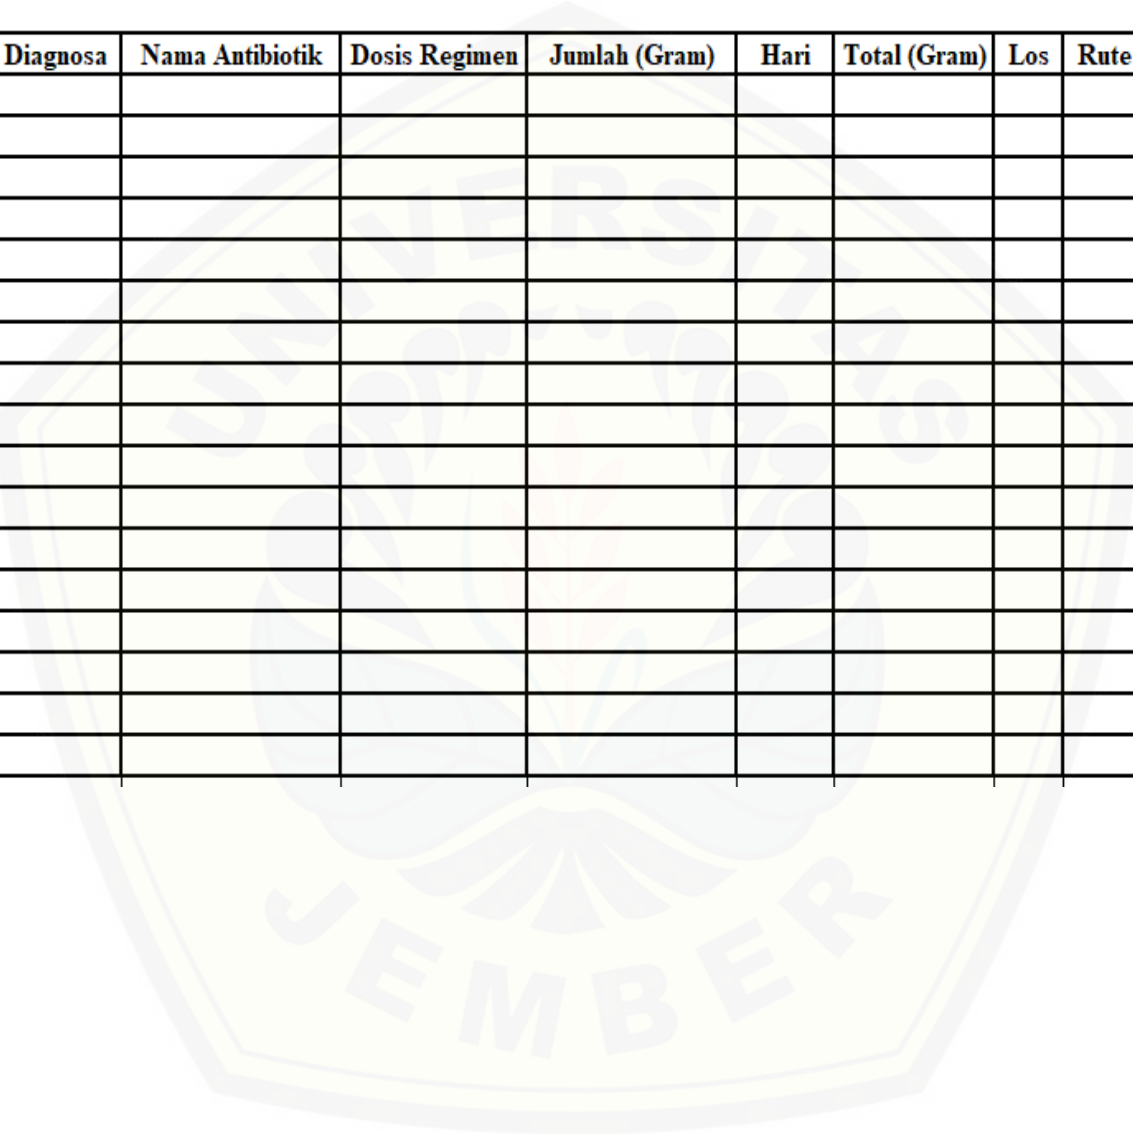 Diagnosa Nama Antibiotik Dosis Regimen Jumlah (Gram) Hari Total (Gram) Los Rute
UNIVERSITAS
JEMBER